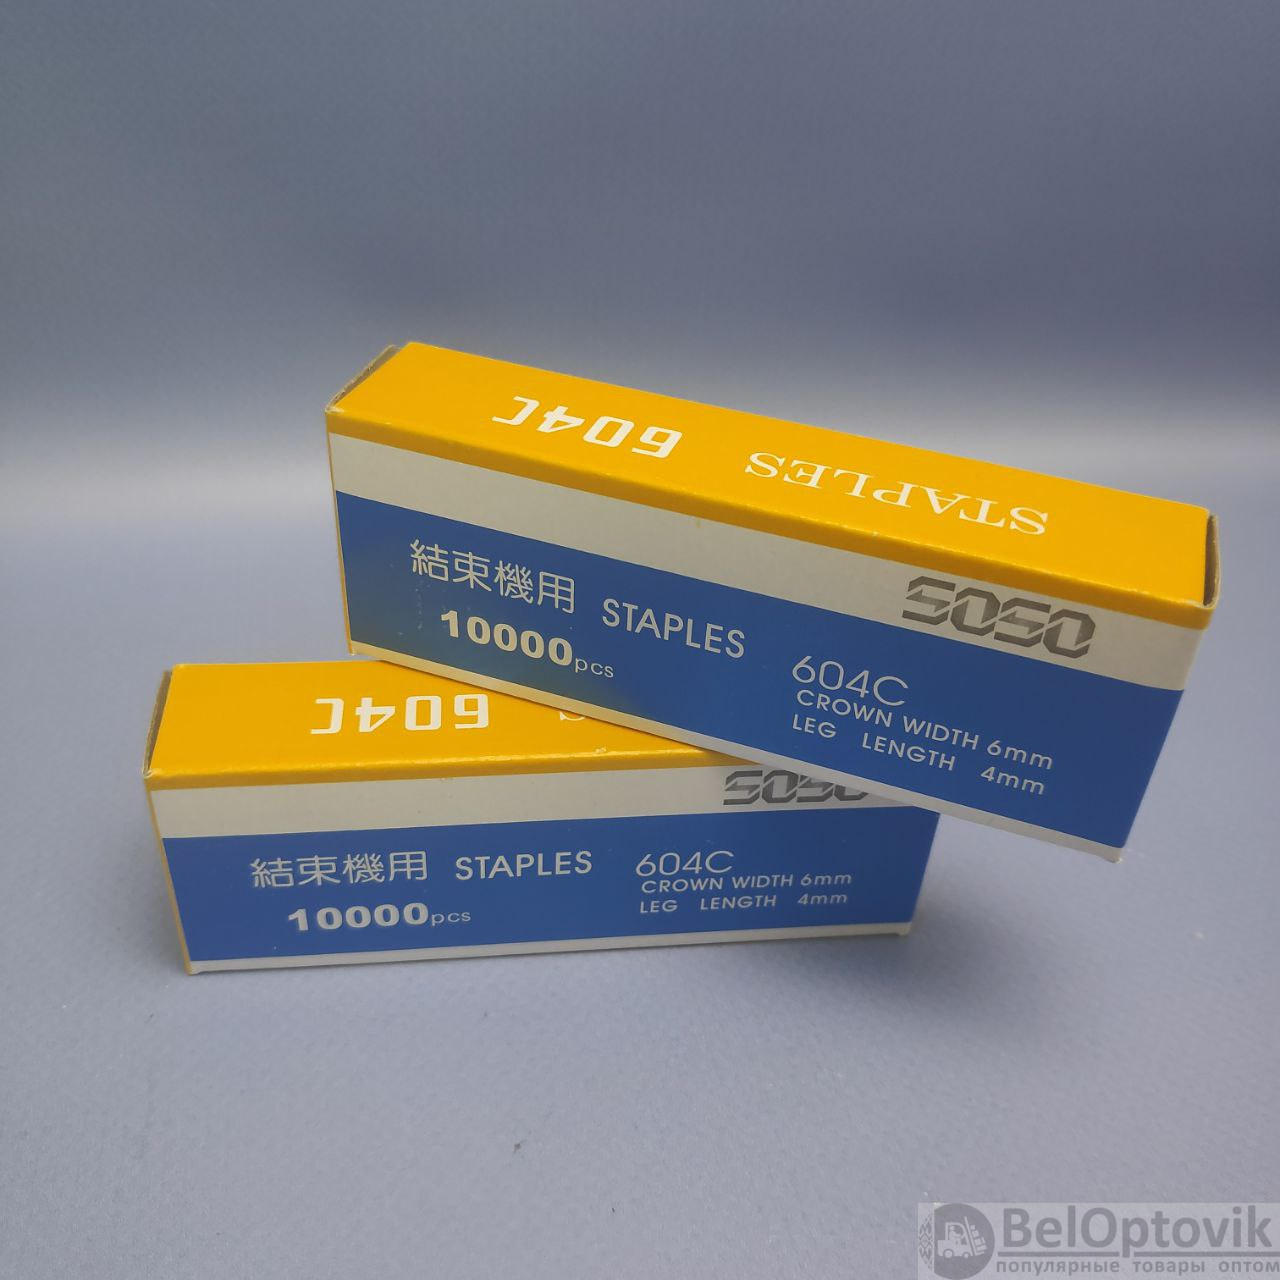 604C STAPLES
SOSO
結束機用 STAPLES 604C
10000pcs
CROWN WIDTH 6mm
LEG LENGTH 4mm
604C
SOSO
結束機用 STAPLES 604C
10000pcs
CROWN WIDTH 6mm
LEG LENGTH 4mm
BelOptovik
популярные товары оптом